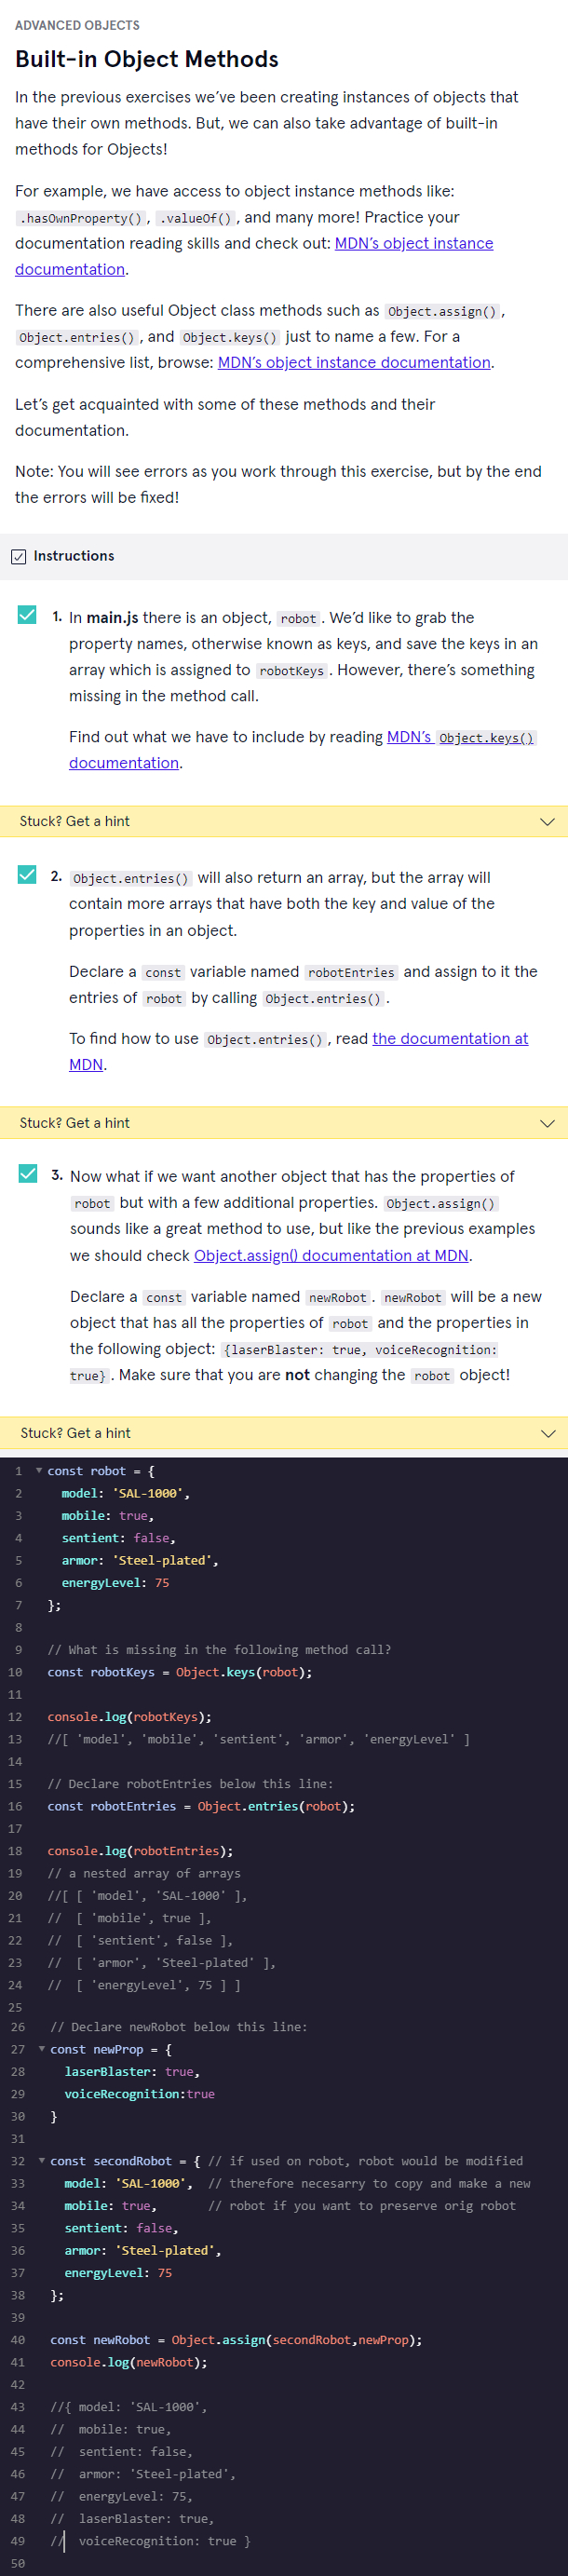 ADVANCED OBJECTS
Built-in Object Methods
In the previous exercises we’ve been creating instances of objects that
have their own methods. But, we can also take advantage of built-in
methods for Objects!
For example, we have access to object instance methods like:
.hasOwnProperty(), .valueOf(), and many more! Practice your
documentation reading skills and check out: MDN’s object instance
documentation.
There are also useful Object class methods such as Object.assign(),
Object.entries(), and Object.keys() just to name a few. For a
comprehensive list, browse: MDN’s object instance documentation.
Let’s get acquainted with some of these methods and their
documentation.
Note: You will see errors as you work through this exercise, but by the end
the errors will be fixed!
Instructions
1. In main.js there is an object, robot. We’d like to grab the
property names, otherwise known as keys, and save the keys in an
array which is assigned to robotKeys. However, there’s something
missing in the method call.
Find out what we have to include by reading MDN’s Object.keys()
documentation.
Stuck? Get a hint
2. Object.entries() will also return an array, but the array will
contain more arrays that have both the key and value of the
properties in an object.
Declare a const variable named robotEntries and assign to it the
entries of robot by calling Object.entries().
To find how to use Object.entries(), read the documentation at
MDN.
Stuck? Get a hint
3. Now what if we want another object that has the properties of
robot but with a few additional properties. Object.assign()
sounds like a great method to use, but like the previous examples
we should check Object.assign() documentation at MDN.
Declare a const variable named newRobot. newRobot will be a new
object that has all the properties of robot and the properties in
the following object: {laserBlaster: true, voiceRecognition:
true}. Make sure that you are not changing the robot object!
Stuck? Get a hint
1 const robot = {
2 model: 'SAL-1000',
3 mobile: true,
4 sentient: false,
5 armor: 'Steel-plated',
6 energyLevel: 75
7 };
8
9 // What is missing in the following method call?
10 const robotKeys = Object.keys(robot);
11
12 console.log(robotKeys);
13 //[ 'model', 'mobile', 'sentient', 'armor', 'energyLevel' ]
14
15 // Declare robotEntries below this line:
16 const robotEntries = Object.entries(robot);
17
18 console.log(robotEntries);
19 // a nested array of arrays
20 //[ [ 'model', 'SAL-1000' ],
21 // [ 'mobile', true ],
22 // [ 'sentient', false ],
23 // [ 'armor', 'Steel-plated' ],
24 // [ 'energyLevel', 75 ] ]
25
26 // Declare newRobot below this line:
27 const newProp = {
28 laserBlaster: true,
29 voiceRecognition:true
30 }
31
32 const secondRobot = { // if used on robot, robot would be modified
33 model: 'SAL-1000', // therefore necesarry to copy and make a new
34 mobile: true, // robot if you want to preserve orig robot
35 sentient: false,
36 armor: 'Steel-plated',
37 energyLevel: 75
38 };
39
40 const newRobot = Object.assign(secondRobot,newProp);
41 console.log(newRobot);
42
43 //{ model: 'SAL-1000',
44 // mobile: true,
45 // sentient: false,
46 // armor: 'Steel-plated',
47 // energyLevel: 75,
48 // laserBlaster: true,
49 // voiceRecognition: true }
50